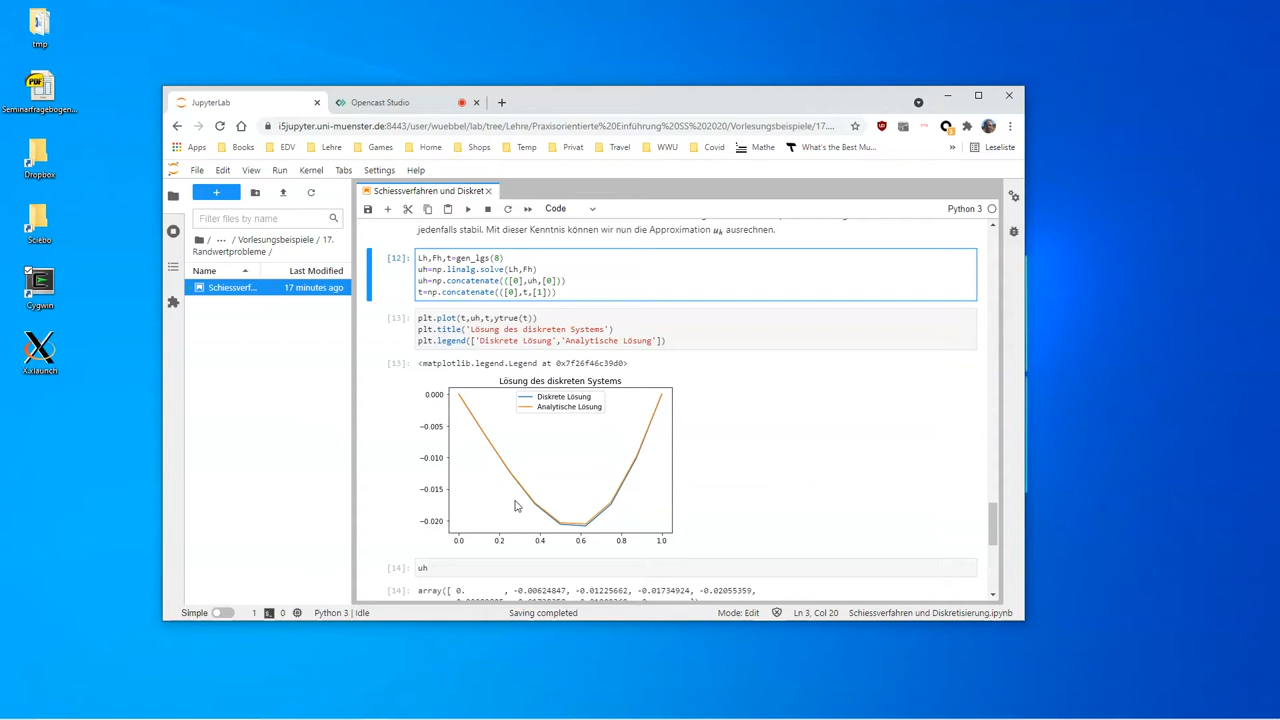 tmp
PDF
Seminarfragebogen...
Dropbox
Sciebo
Cygwin
X.xlaunch
JupyterLab
Opencast Studio
i5jupyter.uni-muenster.de:8443/user/wuebbel/lab/tree/Lehre/Praxisorientierte%20Einführung%20SS%202020/Vorlesungsbeispiele/17....
Apps Books EDV Lehre Games Home Shops Temp Privat Travel WWU Covid Mathe What's the Best Mu... » Leseliste
File Edit View Run Kernel Tabs Settings Help
Schiessverfahren und Diskret
Filter files by name
Code
Python 3
/ ... / Vorlesungsbeispiele / 17.
Randwertprobleme /
Name Last Modified
Schiessverf... 17 minutes ago
jedenfalls stabil. Mit dieser Kenntnis können wir nun die Approximation uh ausrechnen.
[12]: Lh,Fh,t=gen_lgs(8)
uh=np.linalg.solve(Lh,Fh)
uh=np.concatenate(([0],uh,[0]))
t=np.concatenate(([0],t,[1]))
[13]: plt.plot(t,uh,t,ytrue(t))
plt.title('Lösung des diskreten Systems')
plt.legend(['Diskrete Lösung','Analytische Lösung'])
[13]: <matplotlib.legend.Legend at 0x7f26f46c39d0>
Lösung des diskreten Systems
Diskrete Lösung
Analytische Lösung
0.000
−0.005
−0.010
−0.015
−0.020
0.0 0.2 0.4 0.6 0.8 1.0
[14]: uh
[14]: array([ 0. , -0.00624847, -0.01225662, -0.01734924, -0.02055359,
Simple 1 0 Python 3 | Idle Saving completed Mode: Edit Ln 3, Col 20 Schiessverfahren und Diskretisierung.ipynb